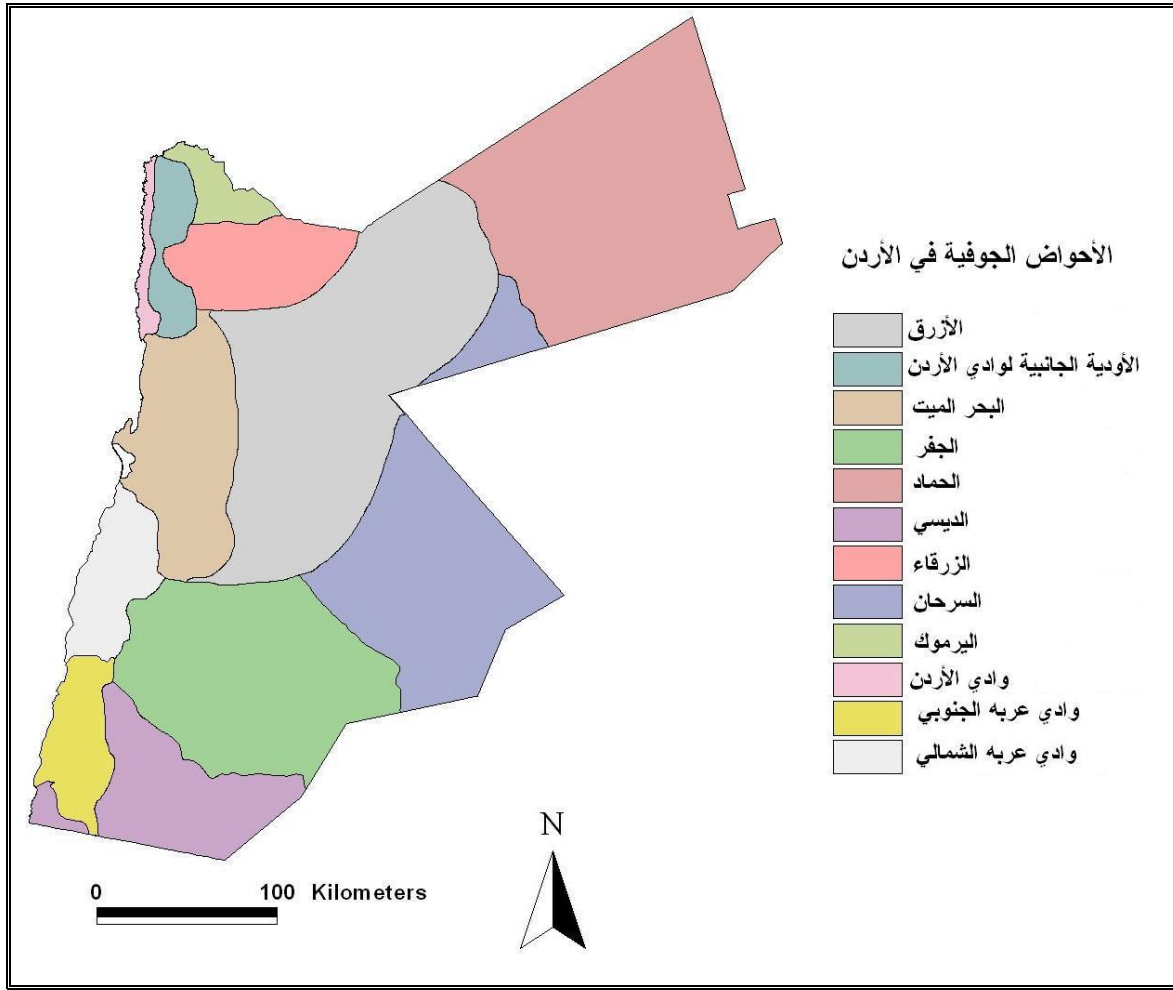 الأحواض الجوفية في الأردن
الأزرق
الأودية الجانبية لوادي الأردن
البحر الميت
الجفر
الحماد
الديسي
الزرقاء
السرحان
اليرموك
وادي الأردن
وادي عربه الجنوبي
وادي عربه الشمالي
N
0 100 Kilometers